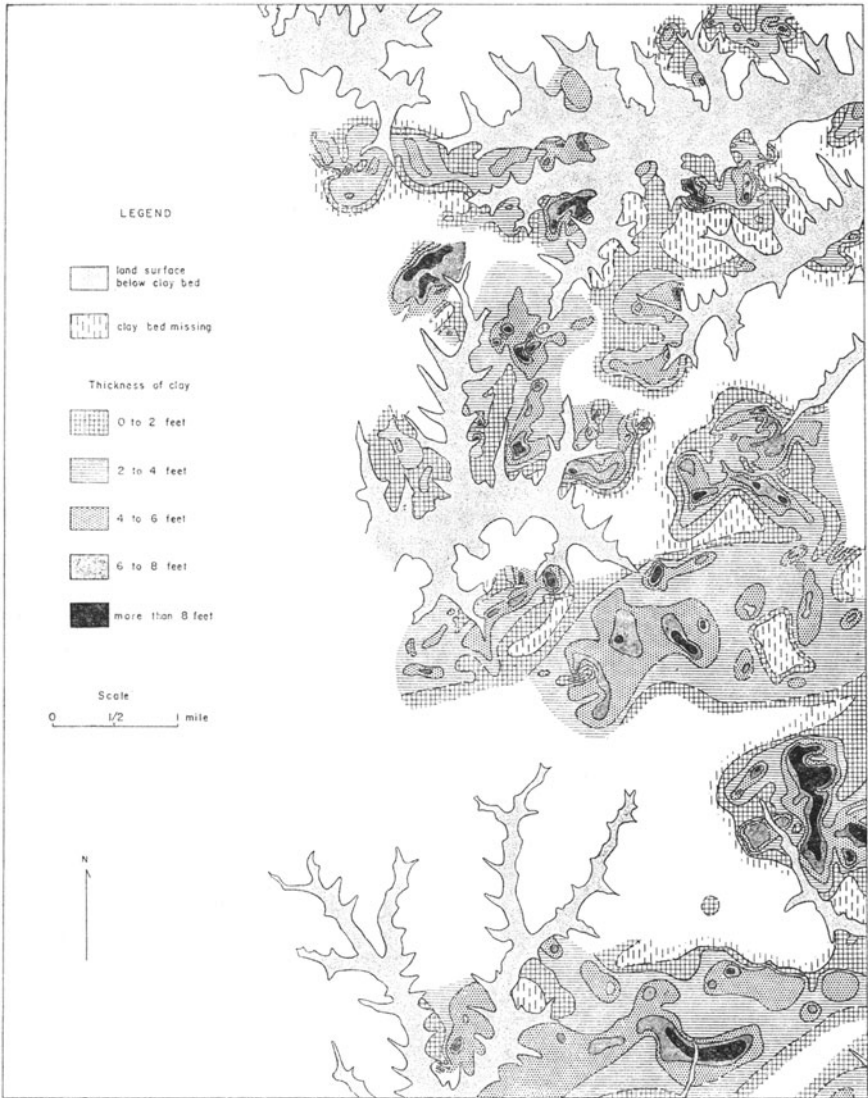 LEGEND
land surface
below clay bed
clay bed missing
Thickness of clay
0 to 2 feet
2 to 4 feet
4 to 6 feet
6 to 8 feet
more than 8 feet
Scale
0 1/2 1 mile
N